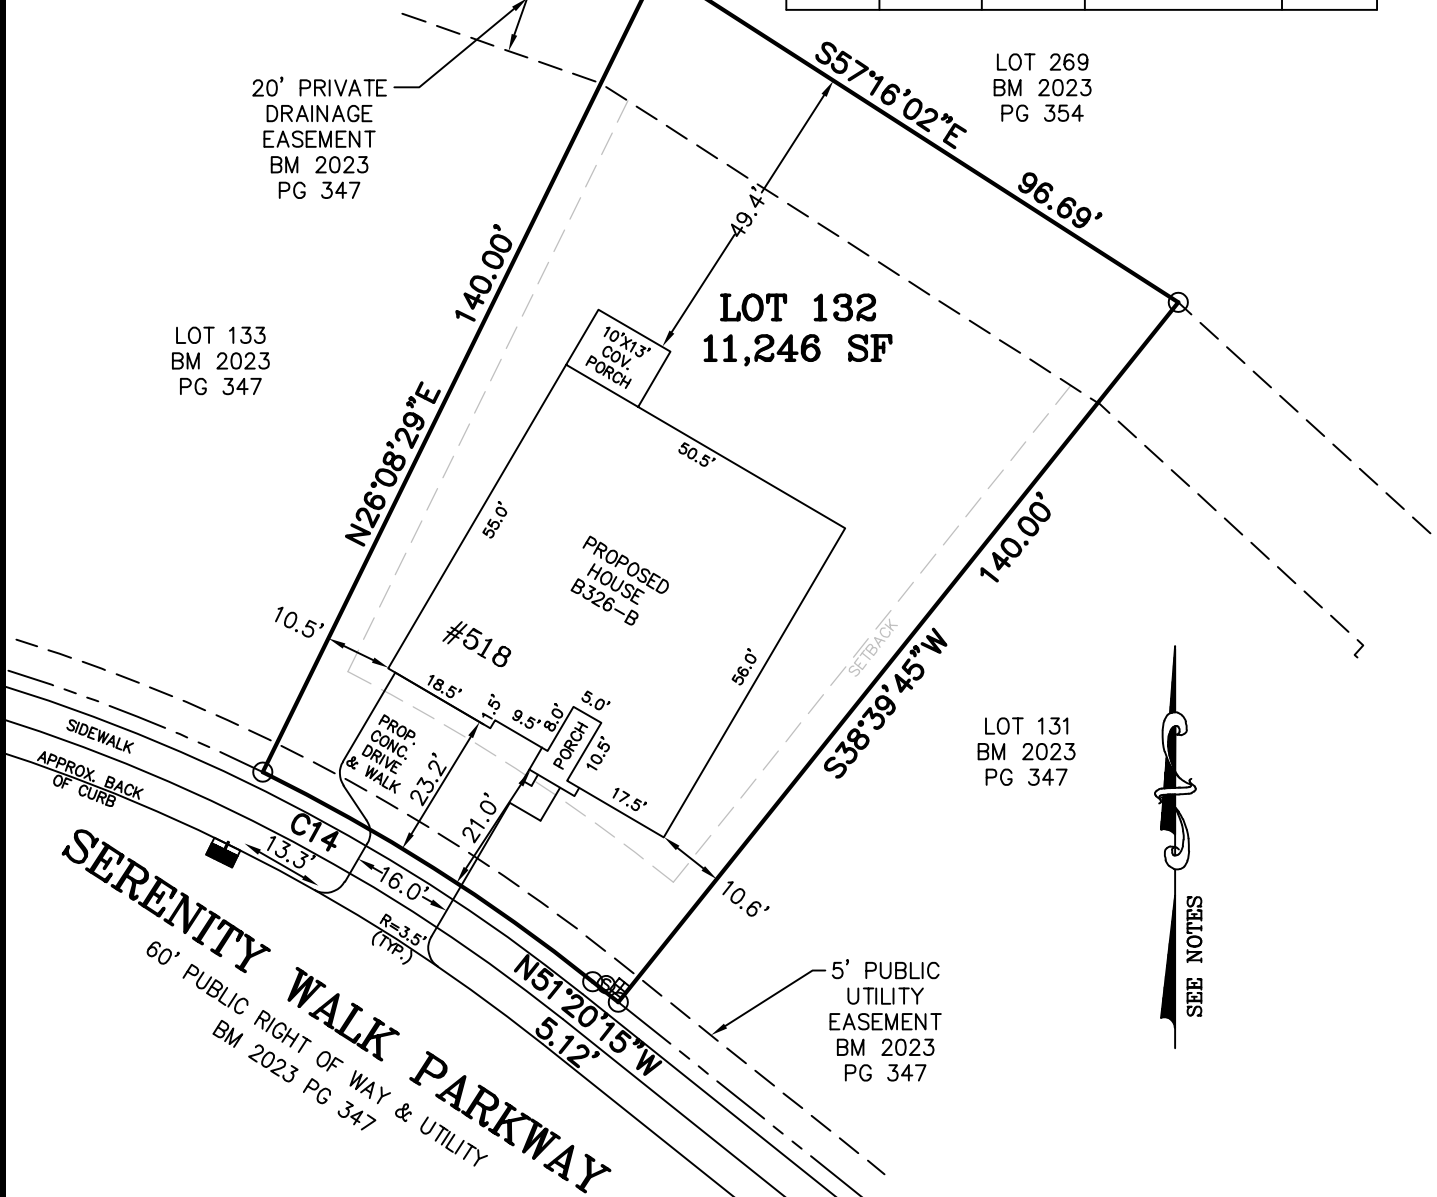 LOT 269
BM 2023
PG 354
S57°16'02"E
96.69'
20' PRIVATE
DRAINAGE
EASEMENT
BM 2023
PG 347
49.4'
140.00'
N26°08'29"E
LOT 132
11,246 SF
LOT 133
BM 2023
PG 347
10'X13'
COV.
PORCH
50.5'
55.0'
PROPOSED
HOUSE
B326-B
#518
56.0'
140.00'
S38°39'45"W
SETBACK
10.5'
18.5'
1.5'
9.5'
8.0'
5.0'
PORCH
10.5'
17.5'
PROP.
CONC.
DRIVE
& WALK
23.2'
21.0'
10.6'
LOT 131
BM 2023
PG 347
SIDEWALK
APPROX. BACK
OF CURB
C14
13.3'
16.0'
R=3.5'
(TYP.)
N51°20'15"W
5.12'
SERENITY WALK PARKWAY
60' PUBLIC RIGHT OF WAY & UTILITY
BM 2023 PG 347
5' PUBLIC
UTILITY
EASEMENT
BM 2023
PG 347
SEE NOTES